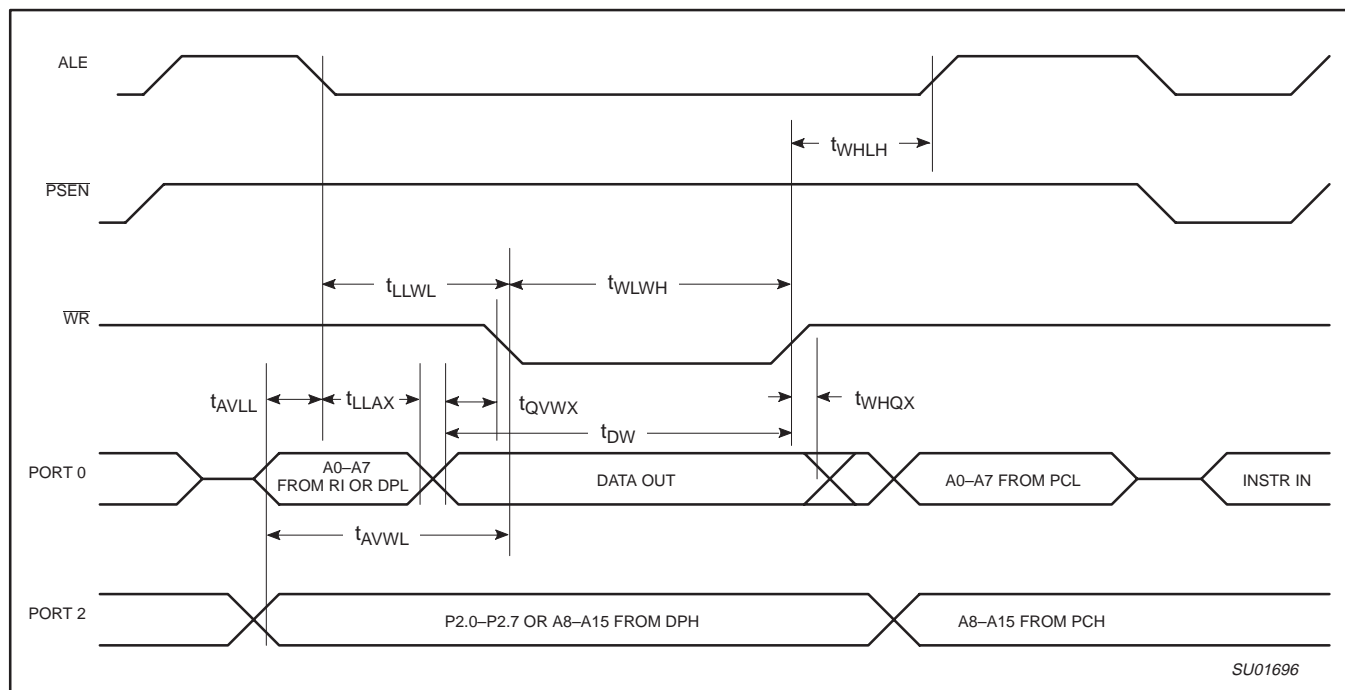 ALE
tWHLH
PSEN
tLLWL
tWLWH
WR
tAVLL
tLLAX
tQVWX
tWHQX
tDW
PORT 0
A0–A7
FROM RI OR DPL
DATA OUT
A0–A7 FROM PCL
INSTR IN
tAVWL
PORT 2
P2.0–P2.7 OR A8–A15 FROM DPH
A8–A15 FROM PCH
SU01696